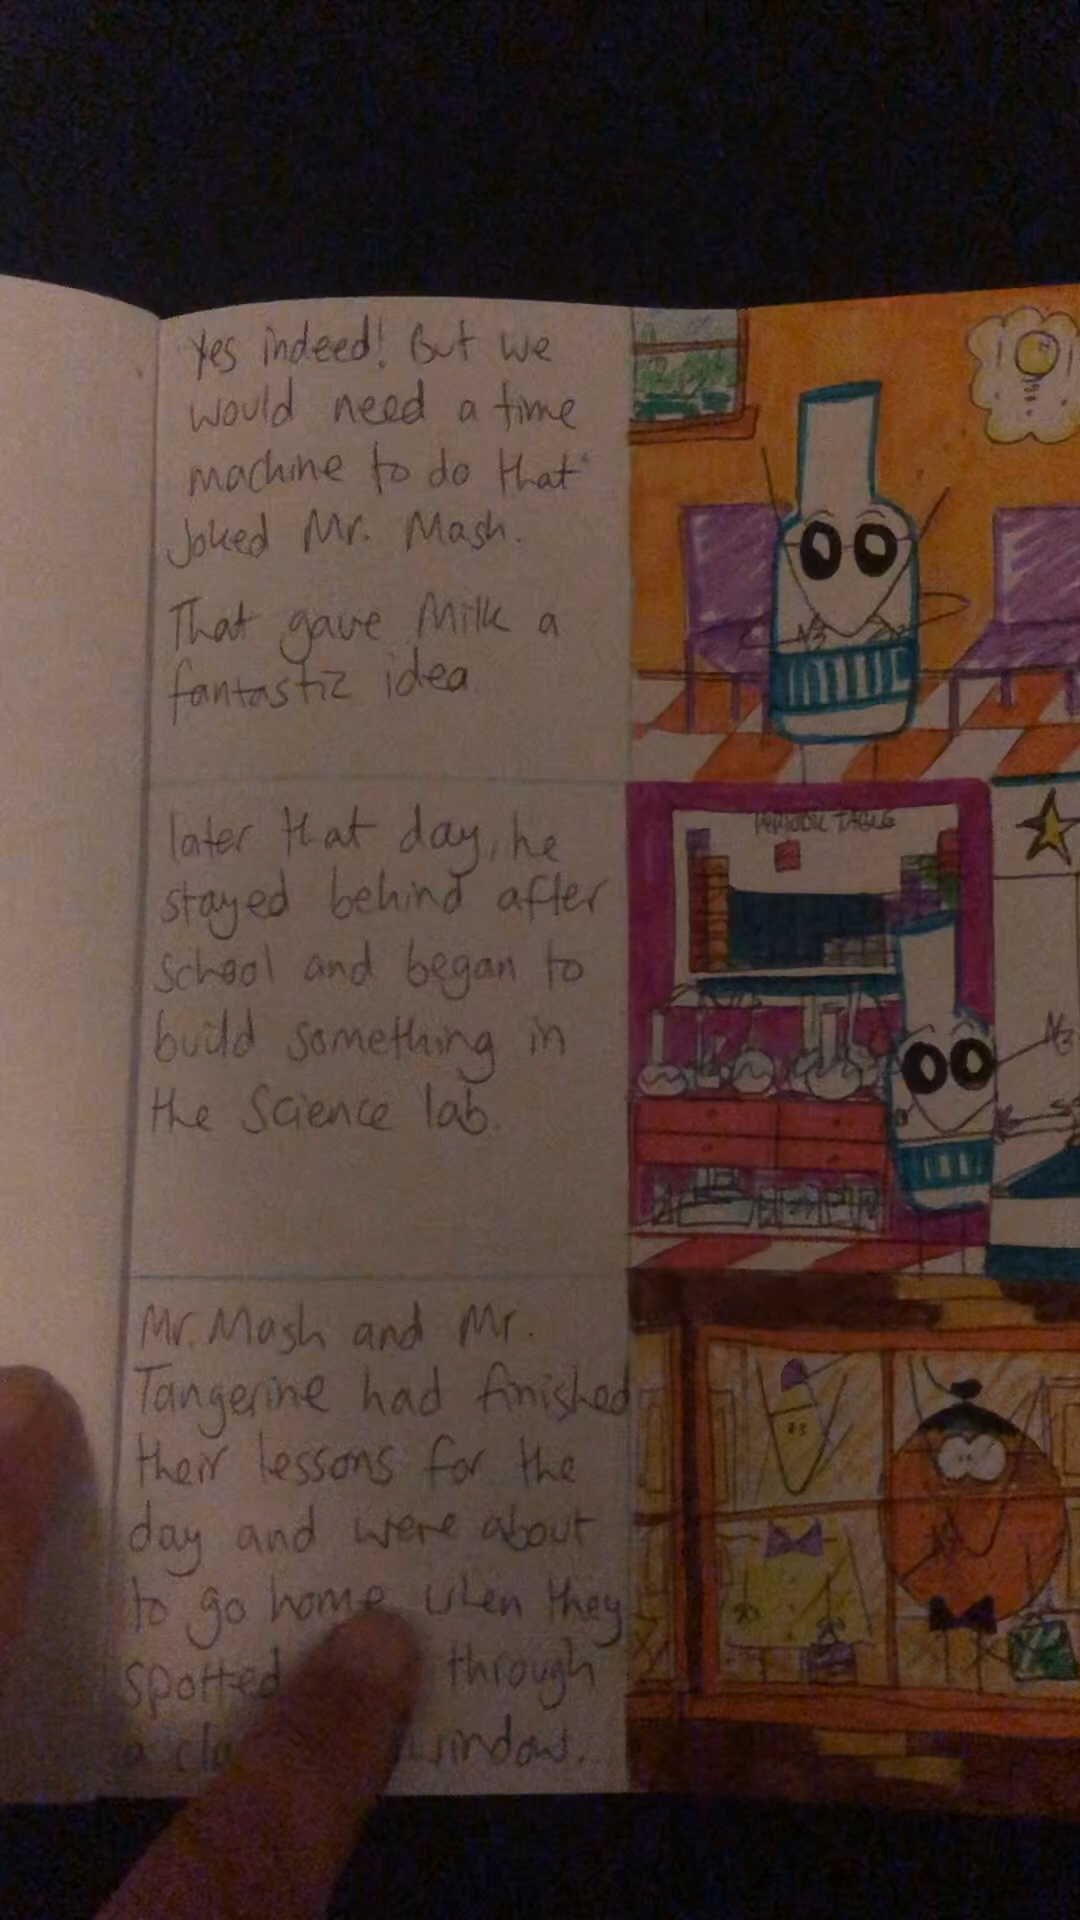 Yes indeed! But we
would need a time
machine to do that"
Joked Mr. Mash.
That gave Milk a
fantastic idea.
later that day, he
stayed behind after
school and began to
build something in
the Science lab.
PERIODIC TABLE
Mr. Mash and Mr.
Tangerine had finished
their lessons for the
day and were about
to go home when they
spotted through
a window.